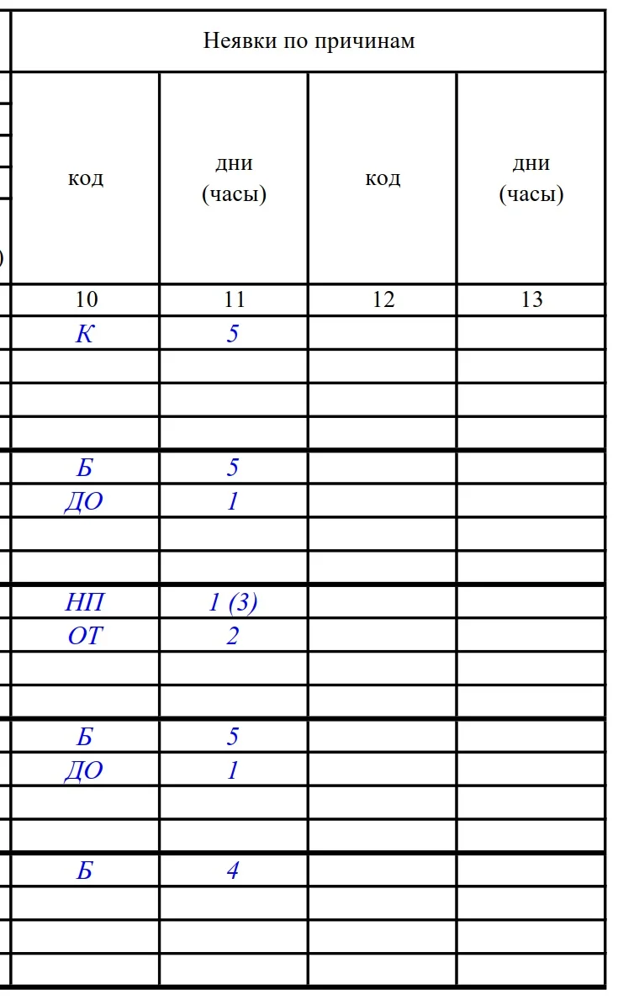 Неявки по причинам
код дни (часы) код дни (часы)
)
10 11 12 13
К 5
Б 5
ДО 1
НП 1 (3)
ОТ 2
Б 5
ДО 1
Б 4